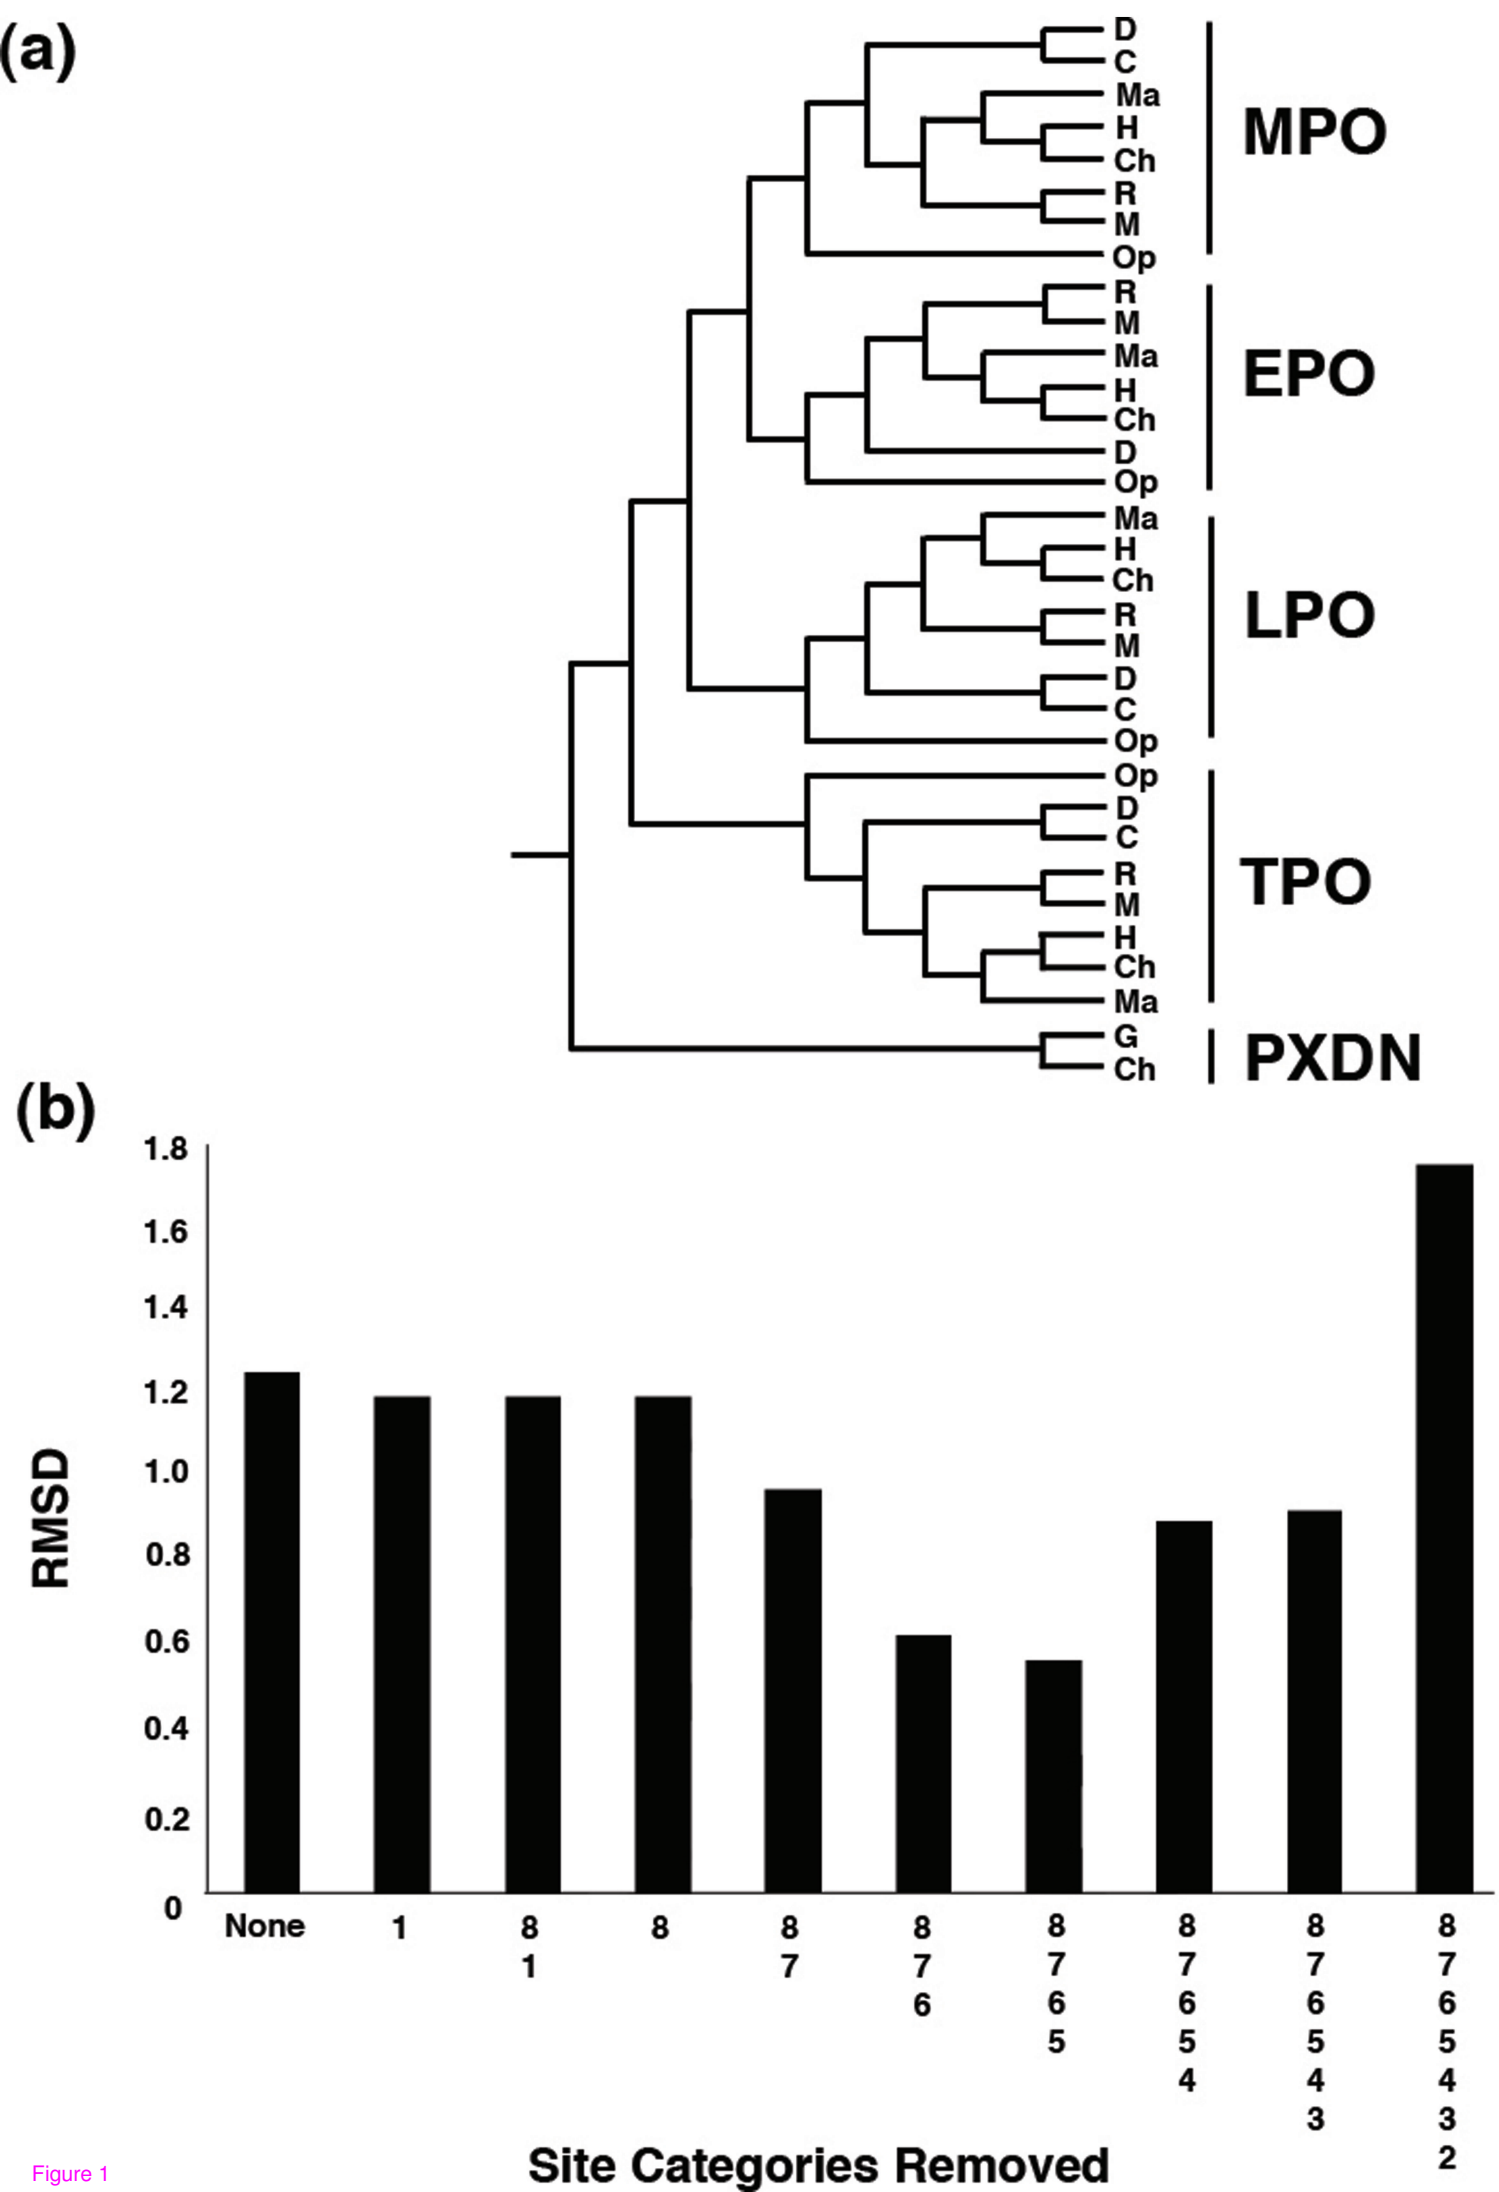 (a)
D
C
Ma
H
Ch
R
M
Op
MPO
R
M
Ma
H
Ch
D
Op
EPO
Ma
H
Ch
R
M
D
C
Op
LPO
Op
D
C
R
M
H
Ch
Ma
TPO
G
Ch
PXDN
(b)
1.8
1.6
1.4
1.2
1.0
0.8
0.6
0.4
0.2
0
RMSD
None 1 8 8 8 8 8 8 8 8
1 7 7 7 7 7 7
6 6 6 6 6
5 5 5 5
4 4 4
3 3
2
Site Categories Removed
Figure 1